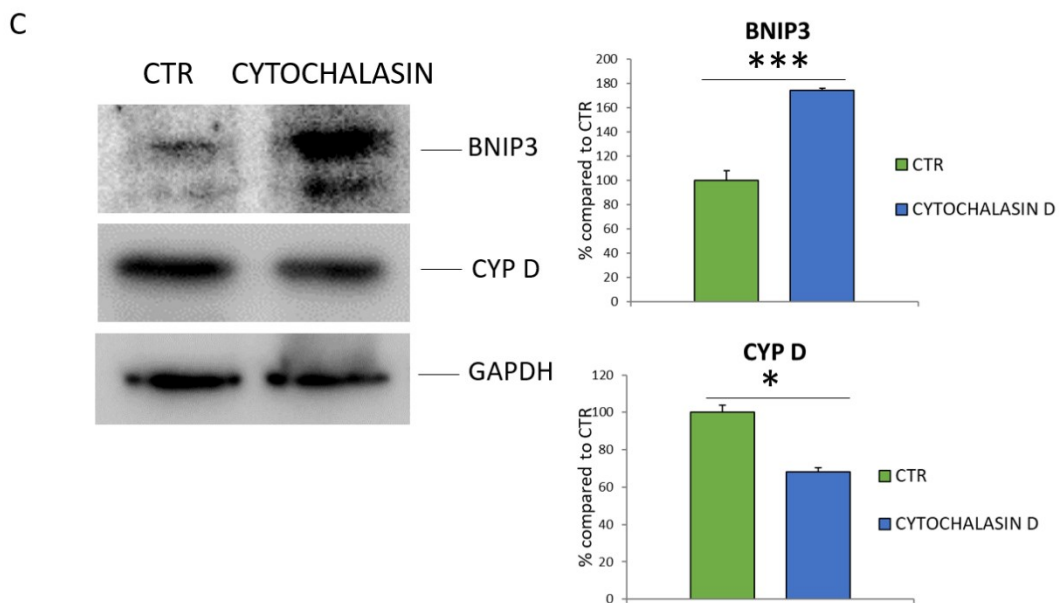 C
CTR CYTOCHALASIN
BNIP3
CYP D
GAPDH
BNIP3
***
% compared to CTR
200
180
160
140
120
100
80
60
40
20
0
CTR
CYTOCHALASIN D
CYP D
*
% compared to CTR
120
100
80
60
40
20
0
CTR
CYTOCHALASIN D